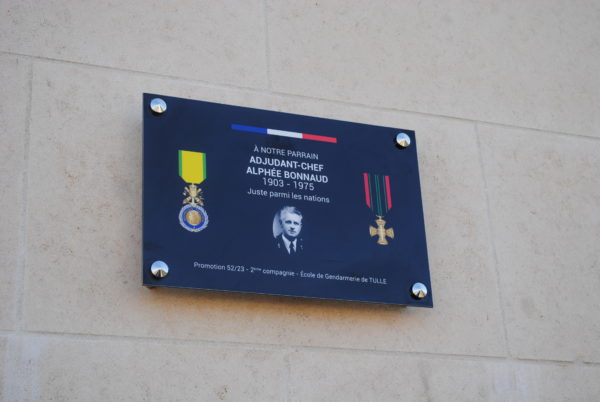 À NOTRE PARRAIN
ADJUDANT-CHEF
ALPHÉE BONNAUD
1903 - 1975
Juste parmi les nations
Promotion 52/23 - 2ème compagnie - École de Gendarmerie de TULLE